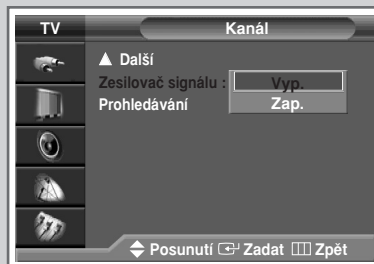 TV Kanál
▲ Další
Zesilovač signálu : Vyp.
Prohledávání Zap.
Posunutí Zadat Zpět